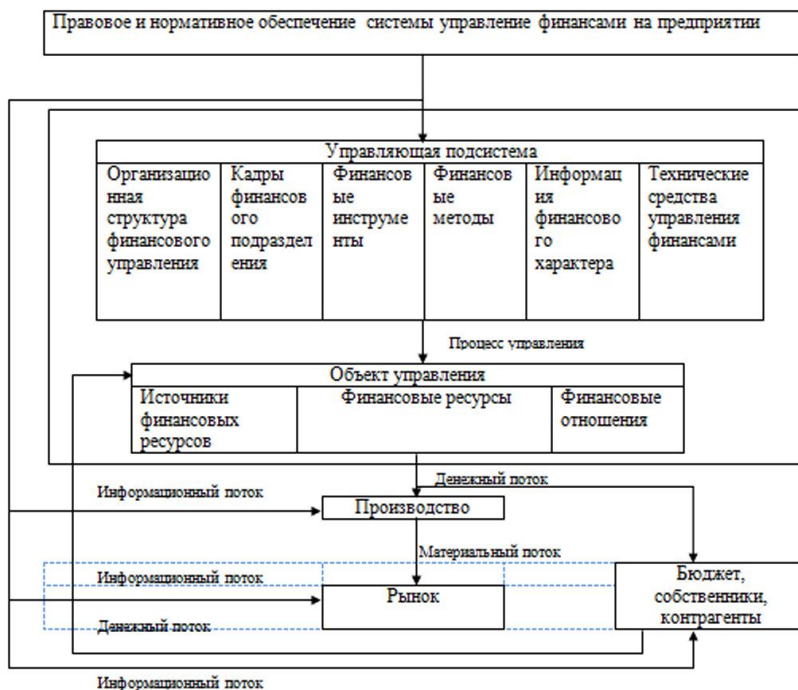 Правовое и нормативное обеспечение системы управление финансами на предприятии
Управляющая подсистема
Организацио
нная
структура
финансового
управления
Кадры
финансов
ого
подраздел
ения
Финансов
ые
инструме
нты
Финансов
ые
методы
Информац
ия
финансово
го
характера
Технические
средства
управления
финансами
Процесс управления
Объект управления
Источники
финансовых
ресурсов
Финансовые ресурсы
Финансовые
отношения
Денежный поток
Информационный поток
Производство
Материальный поток
Информационный поток
Рынок
Бюджет,
собственники,
контрагенты
Денежный поток
Информационный поток